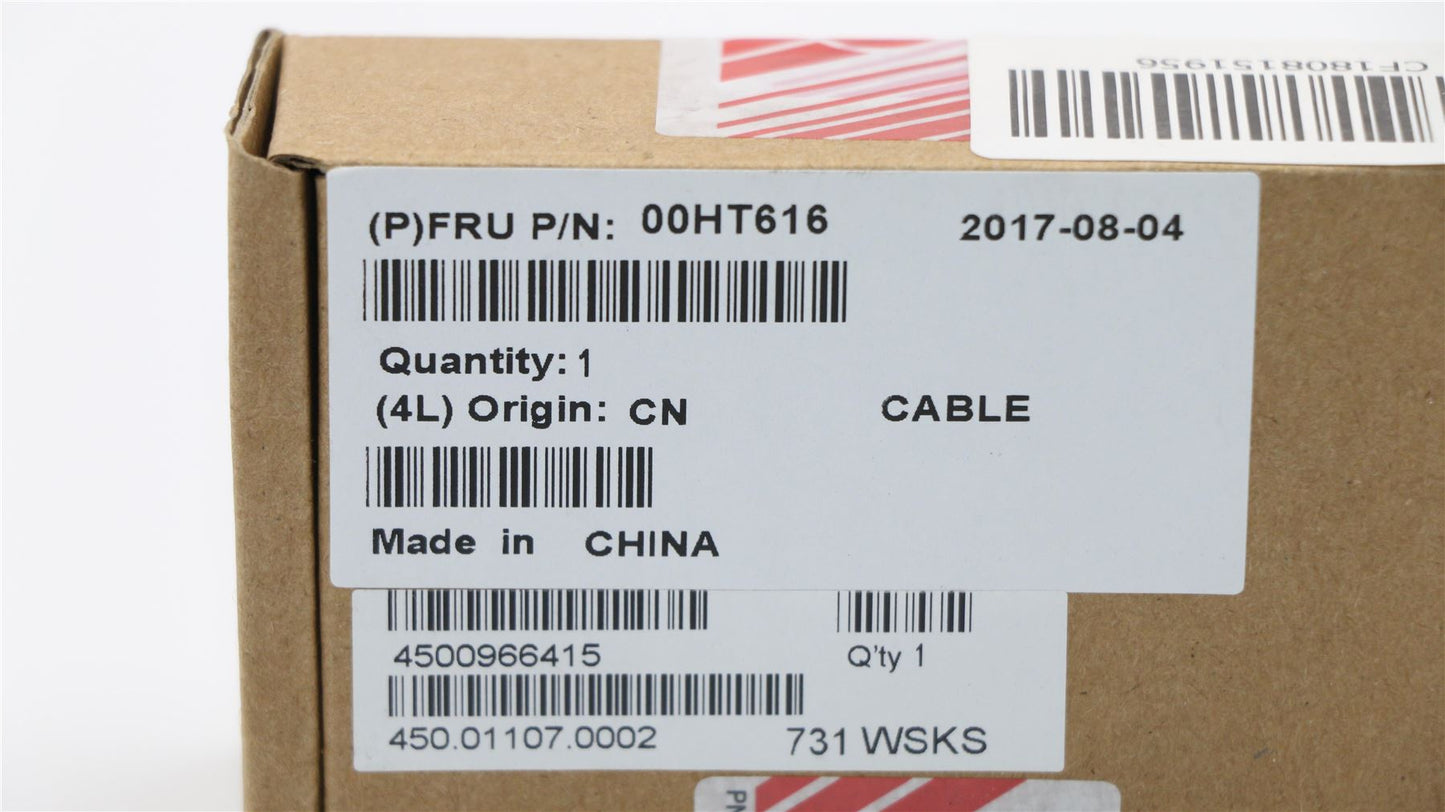 CF1808151956
(P)FRU P/N: 00HT616 2017-08-04
Quantity: 1
(4L) Origin: CN CABLE
Made in CHINA
4500966415 Q'ty 1
450.01107.0002 731 WSKS